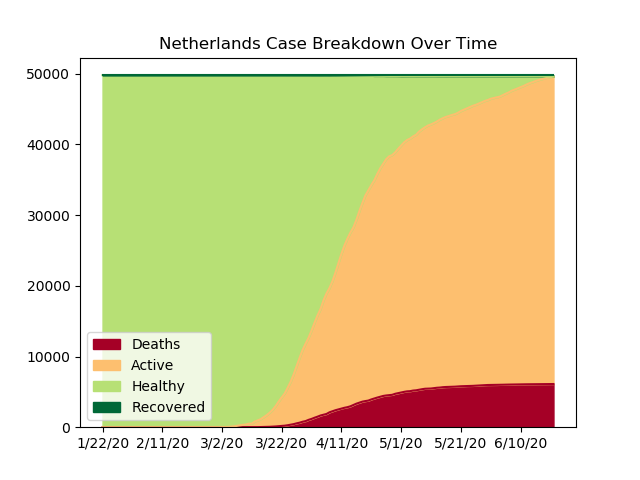 Netherlands Case Breakdown Over Time
50000
40000
30000
20000
10000
0
Deaths
Active
Healthy
Recovered
1/22/20 2/11/20 3/2/20 3/22/20 4/11/20 5/1/20 5/21/20 6/10/20